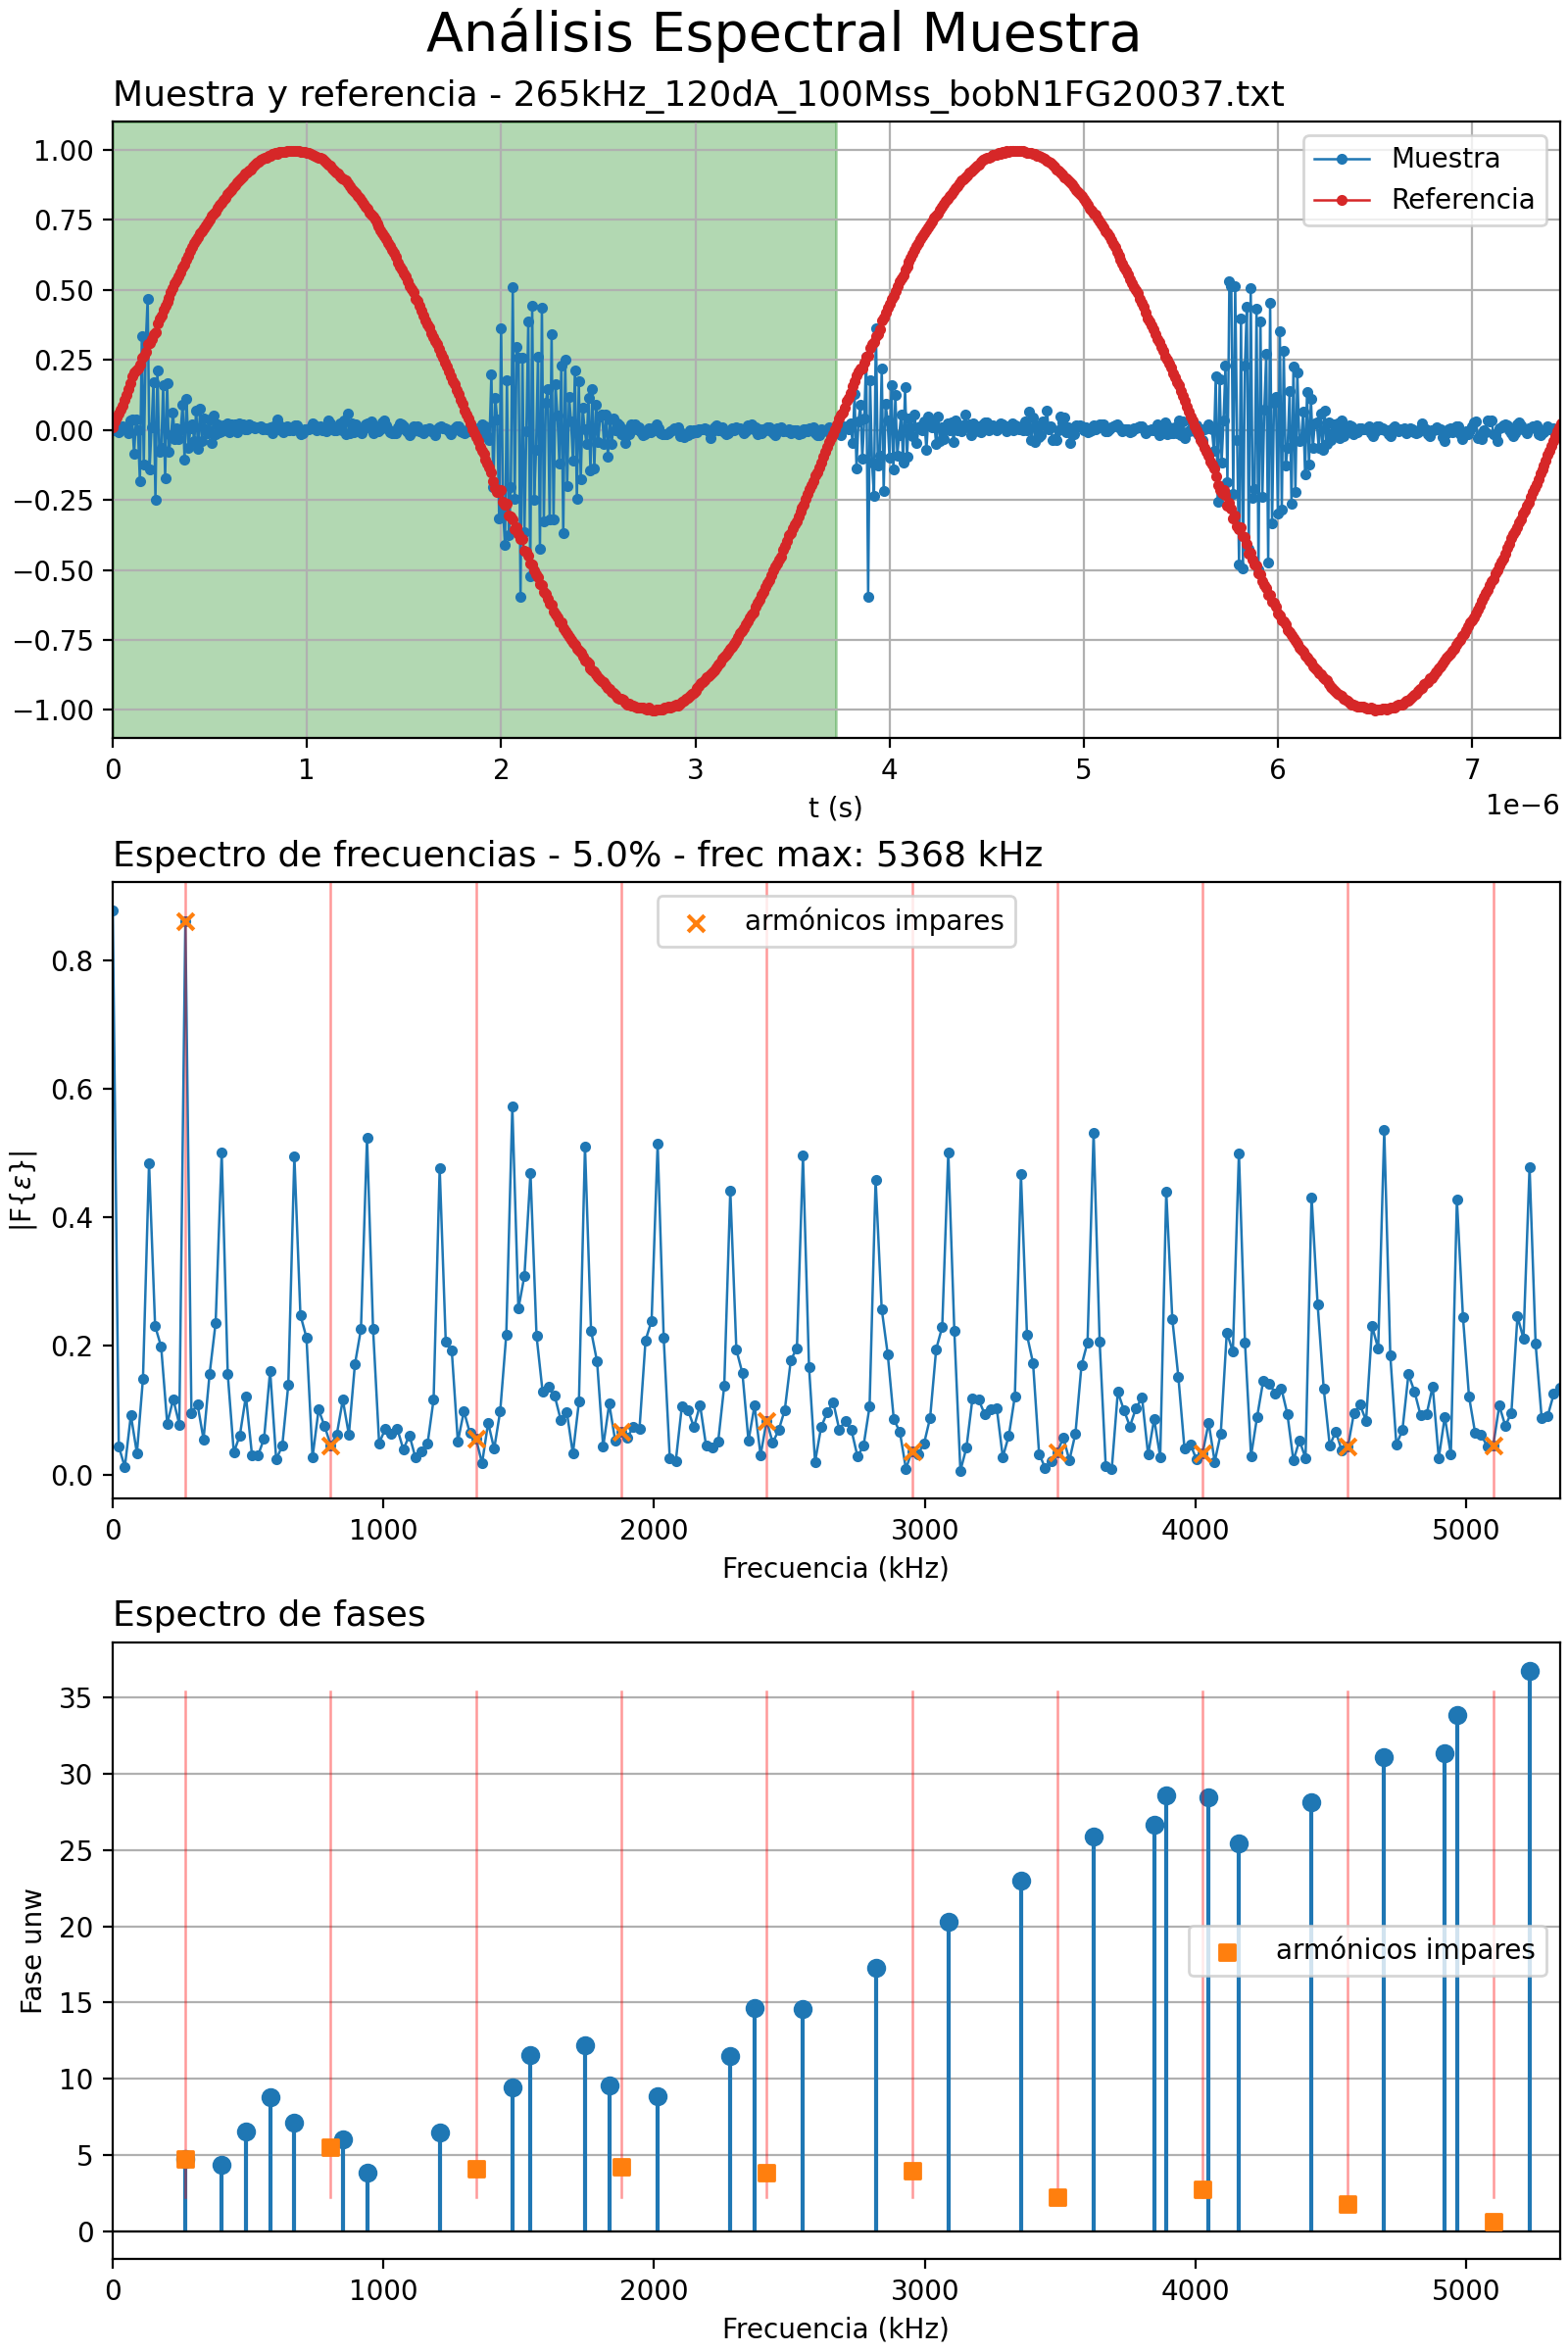 Análisis Espectral Muestra
Muestra y referencia - 265kHz_120dA_100Mss_bobN1FG20037.txt
1.00
0.75
0.50
0.25
0.00
−0.25
−0.50
−0.75
−1.00
Muestra
Referencia
0 1 2 3 4 5 6 7
t (s)
1e−6
Espectro de frecuencias - 5.0% - frec max: 5368 kHz
armónicos impares
|F{ε}|
0.8
0.6
0.4
0.2
0.0
0 1000 2000 3000 4000 5000
Frecuencia (kHz)
Espectro de fases
Fase unw
35
30
25
20
15
10
5
0
armónicos impares
0 1000 2000 3000 4000 5000
Frecuencia (kHz)